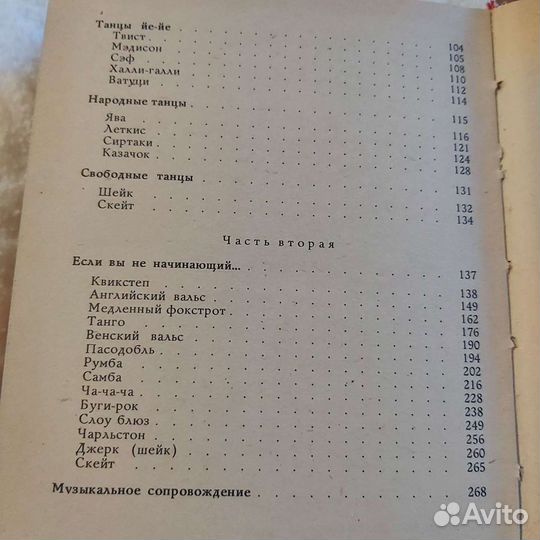 Танцы йе-йе 104
Твист 105
Мэдисон 108
Сэф 110
Халли-галли 112
Ватуци 114
Народные танцы 115
Ява 116
Леткис 121
Сиртаки 124
Казачок 128
Свободные танцы 131
Шейк 132
Скейт 134
Часть вторая
Если вы не начинающий... 137
Квикстеп 138
Английский вальс 149
Медленный фокстрот 162
Танго 176
Венский вальс 190
Пасодобль 194
Румба 202
Самба 216
Ча-ча-ча 228
Буги-рок 238
Слоу блюз 249
Чарльстон 256
Джерк (шейк) 260
Скейт 265
Музыкальное сопровождение 268
Avito